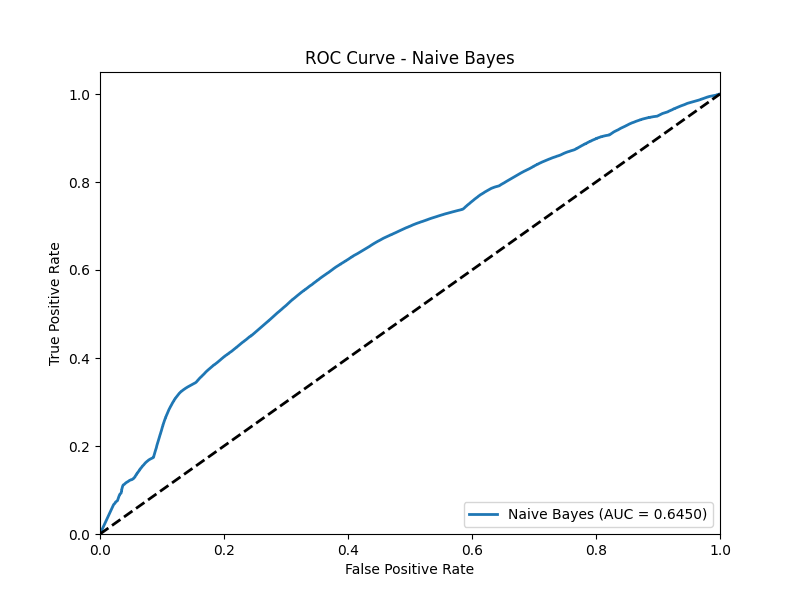 ROC Curve - Naive Bayes
True Positive Rate
1.0
0.8
0.6
0.4
0.2
0.0
0.0 0.2 0.4 0.6 0.8 1.0
False Positive Rate
Naive Bayes (AUC = 0.6450)